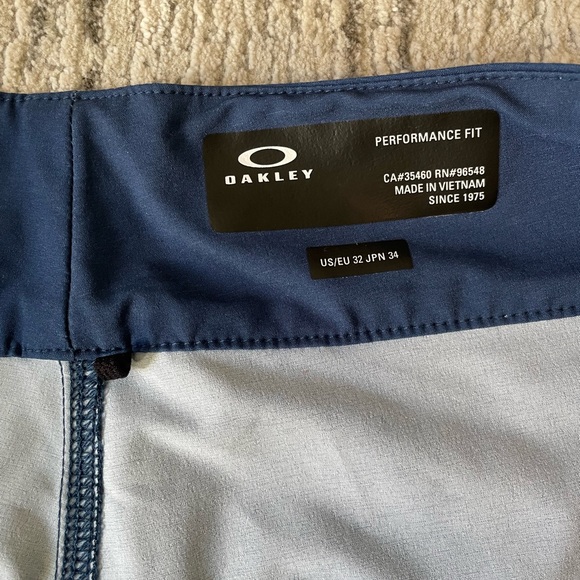 OAKLEY
PERFORMANCE FIT
CA#35460 RN#96548
MADE IN VIETNAM
SINCE 1975
US/EU 32 JPN 34